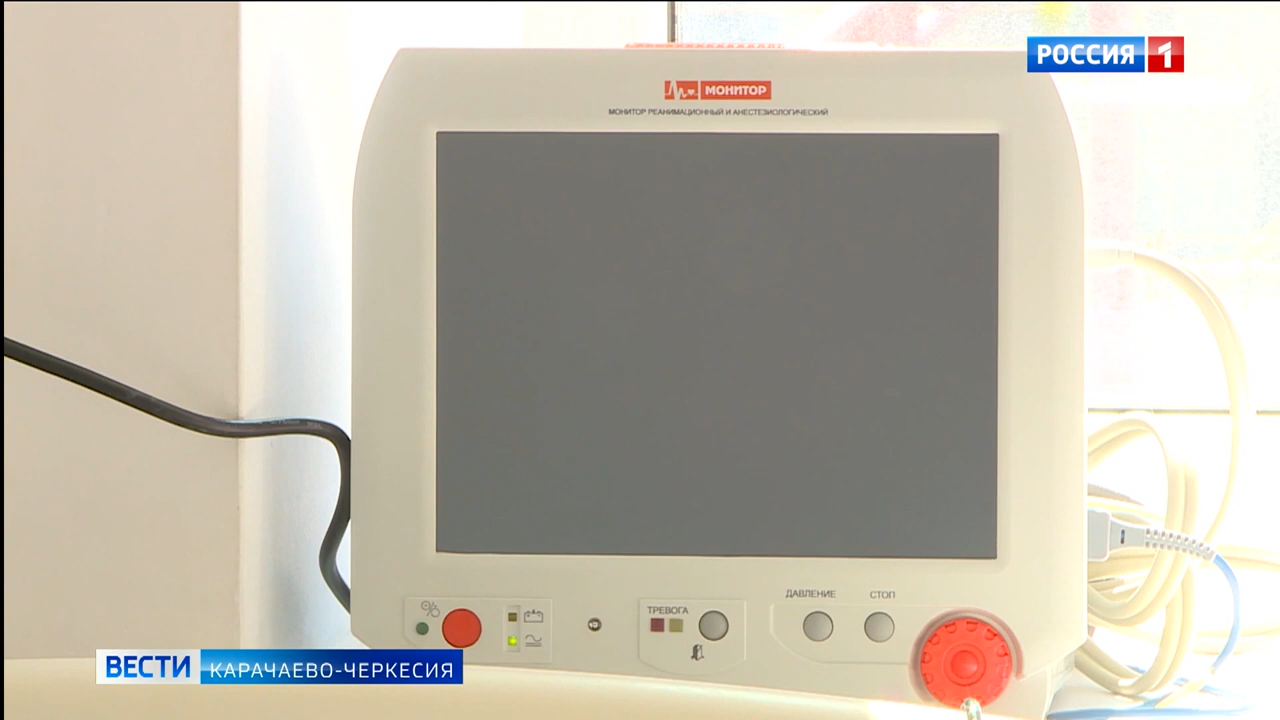 РОССИЯ 1
МОНИТОР
МОНИТОР РЕАНИМАЦИОННЫЙ И АНЕСТЕЗИОЛОГИЧЕСКИЙ
ДАВЛЕНИЕ СТОП
ТРЕВОГА
ВЕСТИ КАРАЧАЕВО-ЧЕРКЕСИЯ